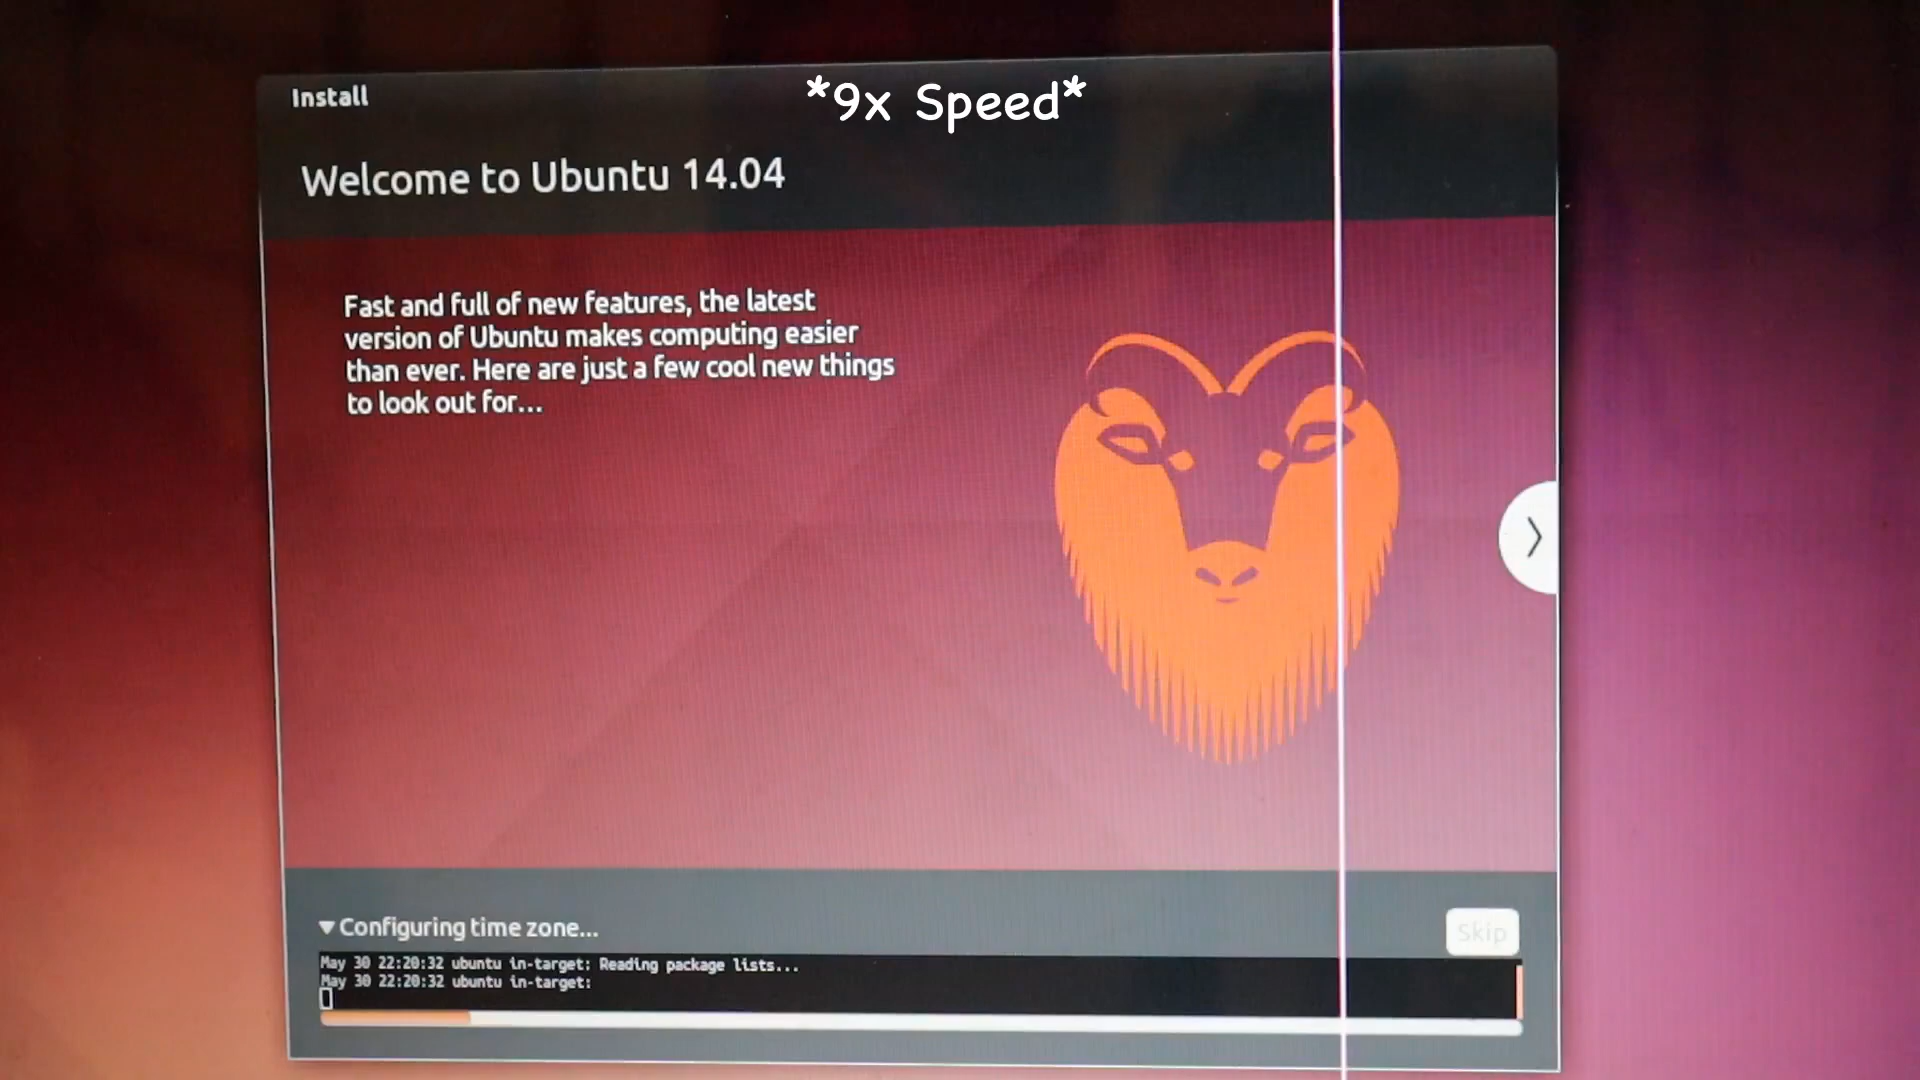 Install
*9x Speed*
Welcome to Ubuntu 14.04
Fast and full of new features, the latest
version of Ubuntu makes computing easier
than ever. Here are just a few cool new things
to look out for...
Configuring time zone...
Skip
May 30 22:20:32 ubuntu in-target: Reading package lists...
May 30 22:20:32 ubuntu in-target: